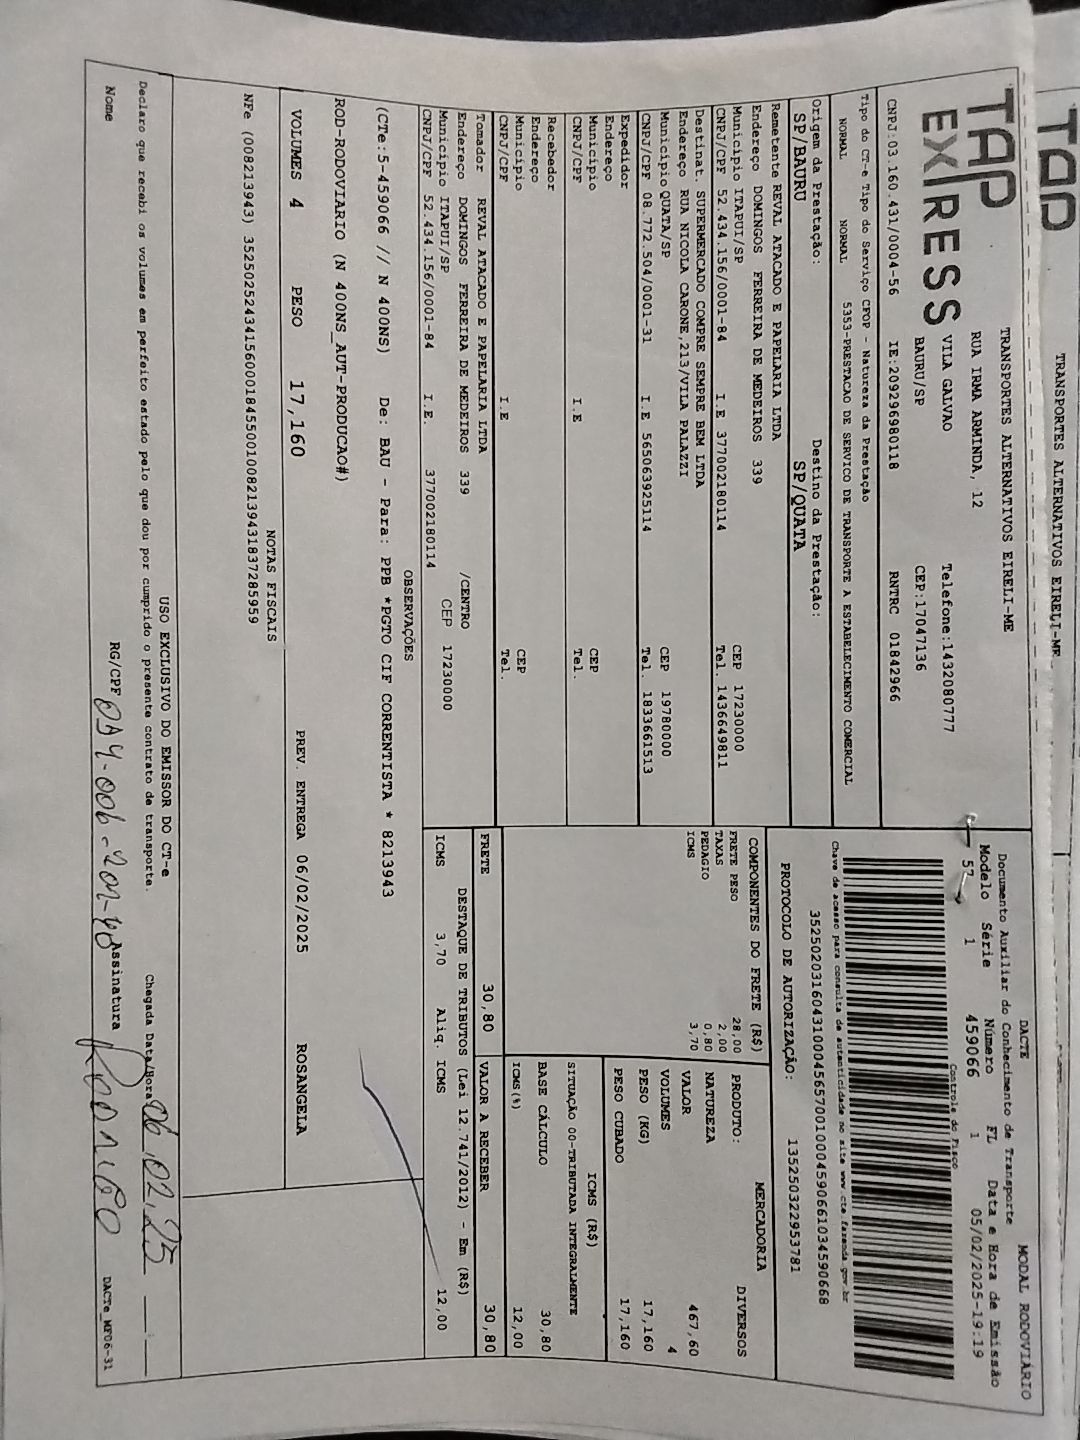 TAP
TRANSPORTES ALTERNATIVOS EIRELI-ME
TAP
EXPRESS
TRANSPORTES ALTERNATIVOS EIRELI-ME
RUA IRMA ARMINDA, 12
VILA GALVAO
BAURU/SP
Telefone:1432080777
CEP:17047136
CNPJ:03.160.431/0004-56 IE:209296980118 RNTRC 01842966
DACTE MODAL RODOVIÁRIO
Documento Auxiliar do Conhecimento de Transporte
Modelo Série Número FL Data e Hora de Emissão
57 1 459066 1 05/02/2025-19:19
Controle do Fisco
Chave de acesso para consulta de autenticidade no site www.cte.fazenda.gov.br
35250203160431000456570010004590661034590668
PROTOCOLO DE AUTORIZAÇÃO: 135250322953781
Tipo do CT-e Tipo do Serviço CFOP - Natureza da Prestação
NORMAL NORMAL 5353-PRESTACAO DE SERVICO DE TRANSPORTE A ESTABELECIMENTO COMERCIAL
Origem da Prestação: Destino da Prestação:
SP/BAURU SP/QUATA
Remetente REVAL ATACADO E PAPELARIA LTDA
Endereço DOMINGOS FERREIRA DE MEDEIROS 339
Município ITAPUI/SP CEP 17230000
CNPJ/CPF 52.434.156/0001-84 I.E 377002180114 Tel. 1436649811
Destinat. SUPERMERCADO COMPRE SEMPRE BEM LTDA
Endereço RUA NICOLA CARONE,213/VILA PALAZZI
Município QUATA/SP CEP 19780000
CNPJ/CPF 08.772.504/0001-31 I.E 565063925114 Tel. 1833661513
Expedidor
Endereço
Município CEP
CNPJ/CPF I.E Tel.
Recebedor
Endereço
Município CEP
CNPJ/CPF I.E Tel.
Tomador REVAL ATACADO E PAPELARIA LTDA
Endereço DOMINGOS FERREIRA DE MEDEIROS 339 /CENTRO
Município ITAPUI/SP CEP 17230000
CNPJ/CPF 52.434.156/0001-84 I.E. 377002180114
COMPONENTES DO FRETE (R$)
FRETE PESO 28,00
TAXAS 2,00
PEDAGIO 0,80
ICMS 3,70
MERCADORIA
PRODUTO: DIVERSOS
NATUREZA
VALOR 467,60
VOLUMES 4
PESO (KG) 17,160
PESO CUBADO 17,160
ICMS (R$)
SITUAÇÃO 00-TRIBUTADA INTEGRALMENTE
BASE CÁLCULO 30,80
ICMS(%) 12,00
FRETE 30,80 VALOR A RECEBER 30,80
DESTAQUE DE TRIBUTOS (Lei 12.741/2012) - Em (R$)
ICMS 3,70 Aliq. ICMS 12,00
OBSERVAÇÕES
(CTe:5-459066 // N 400NS) De: BAU - Para: PPB *PGTO CIF CORRENTISTA * 8213943
ROD-RODOVIARIO (N 400NS_AUT-PRODUCAO#)
VOLUMES 4 PESO 17,160 PREV. ENTREGA 06/02/2025 ROSANGELA
NOTAS FISCAIS
NFe (008213943) 35250252434156000184550010082139431837285959
USO EXCLUSIVO DO EMISSOR DO CT-e
Declaro que recebi os volumes em perfeito estado pelo que dou por cumprido o presente contrato de transporte. Chegada Data/Hora 06.02.25
Nome RG/CPF Assinatura
DACTe_MF06-31